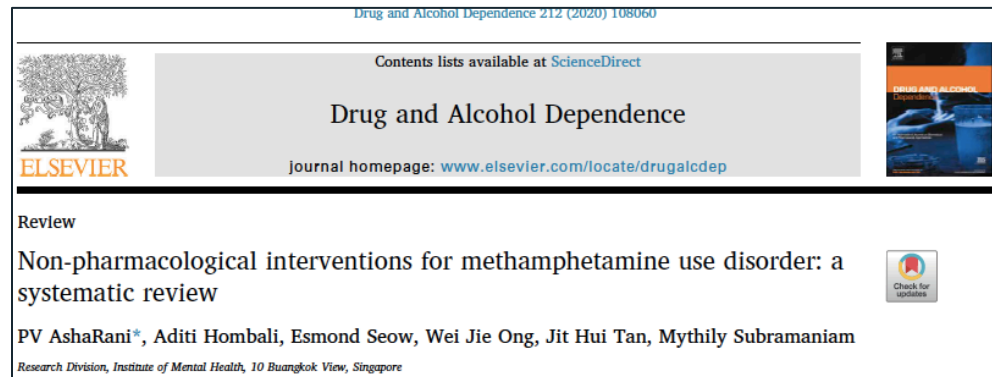 Drug and Alcohol Dependence 212 (2020) 108060
Contents lists available at ScienceDirect
Drug and Alcohol Dependence
journal homepage: www.elsevier.com/locate/drugalcdep
ELSEVIER
DRUG AND ALCOHOL
Dependence
Review
Non-pharmacological interventions for methamphetamine use disorder: a
systematic review
Check for
updates
PV AshaRani*, Aditi Hombali, Esmond Seow, Wei Jie Ong, Jit Hui Tan, Mythily Subramaniam
Research Division, Institute of Mental Health, 10 Buangkok View, Singapore